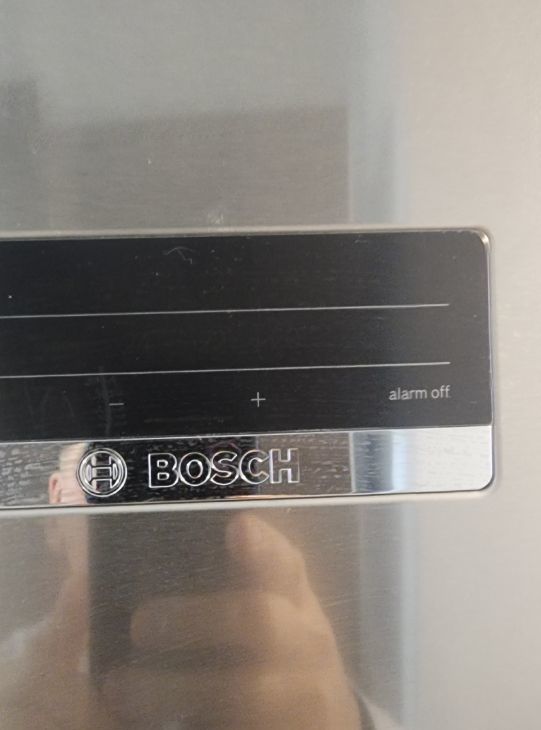 – + alarm off
BOSCH